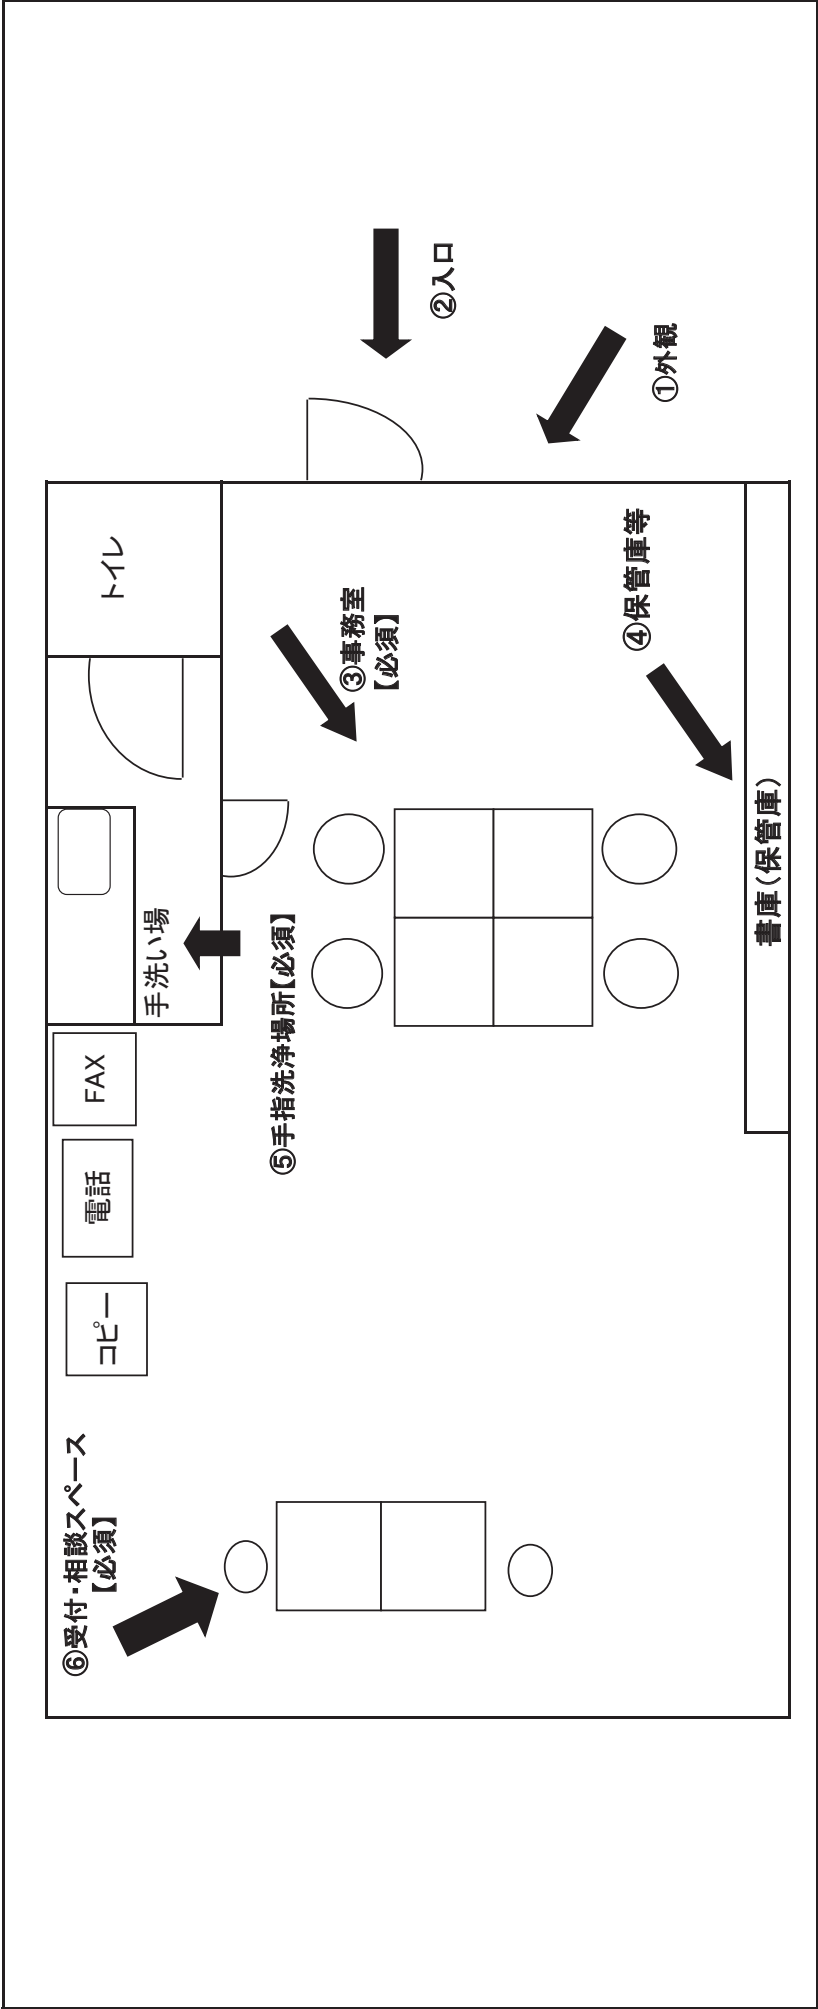 ⑥受付・相談スペース
【必須】
コピー
電話
FAX
手洗い場
トイレ
⑤手指洗浄場所【必須】
③事務室
【必須】
②入口
④保管庫等
①外観
書庫(保管庫)